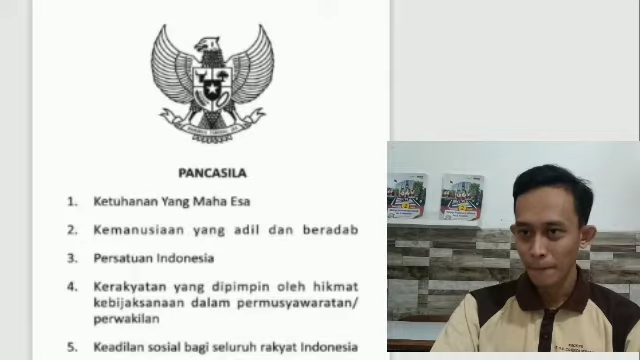 PANCASILA
1. Ketuhanan Yang Maha Esa
2. Kemanusiaan yang adil dan beradab
3. Persatuan Indonesia
4. Kerakyatan yang dipimpin oleh hikmat
kebijaksanaan dalam permusyawaratan/
perwakilan
5. Keadilan sosial bagi seluruh rakyat Indonesia